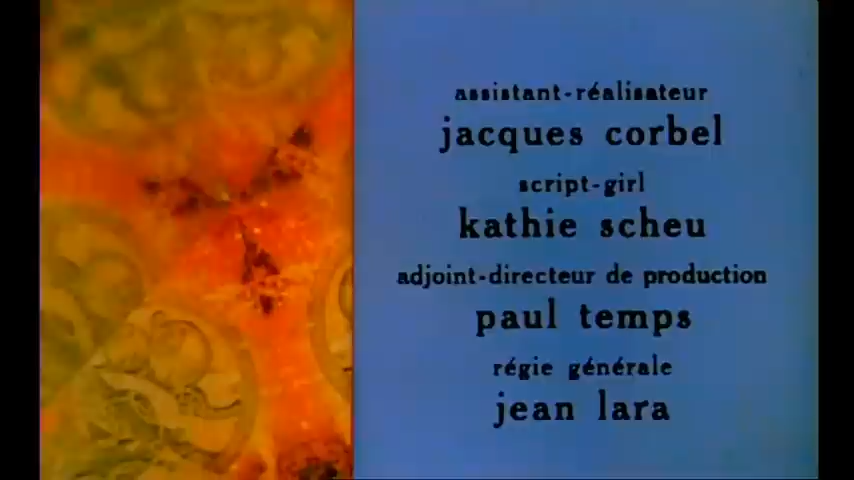 assistant-réalisateur
jacques corbel
script-girl
kathie scheu
adjoint-directeur de production
paul temps
régie générale
jean lara